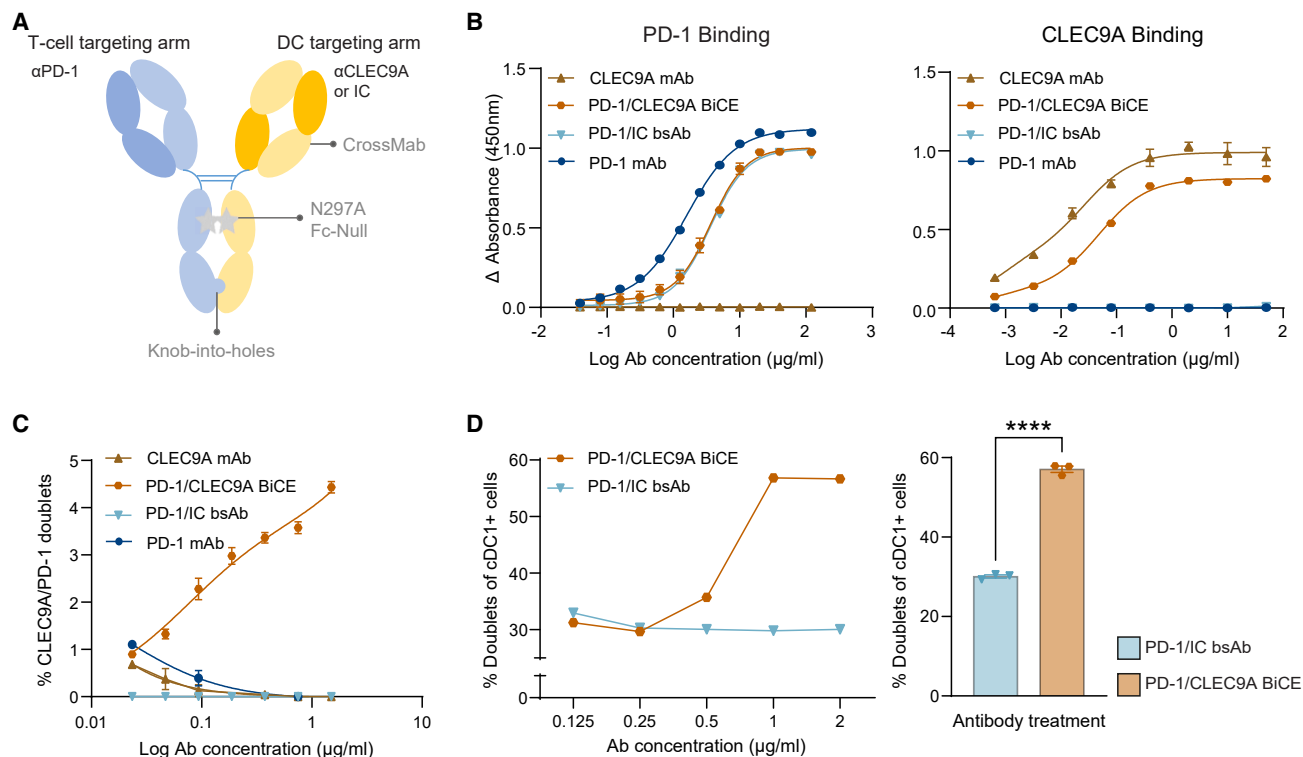 A
T-cell targeting arm
αPD-1
DC targeting arm
αCLEC9A
or IC
CrossMab
N297A
Fc-Null
Knob-into-holes
B
PD-1 Binding
CLEC9A mAb
PD-1/CLEC9A BiCE
PD-1/IC bsAb
PD-1 mAb
Δ Absorbance (450nm)
1.5
1.0
0.5
0.0
-2
-1
0
1
2
3
Log Ab concentration (µg/ml)
CLEC9A Binding
CLEC9A mAb
PD-1/CLEC9A BiCE
PD-1/IC bsAb
PD-1 mAb
1.5
1.0
0.5
0.0
-4
-3
-2
-1
0
1
2
Log Ab concentration (µg/ml)
C
CLEC9A mAb
PD-1/CLEC9A BiCE
PD-1/IC bsAb
PD-1 mAb
% CLEC9A/PD-1 doublets
5
4
3
2
1
0
0.01
0.1
1
10
Log Ab concentration (µg/ml)
D
PD-1/CLEC9A BiCE
PD-1/IC bsAb
% Doublets of cDC1+ cells
60
50
40
30
0
0.125
0.25
0.5
1
2
Ab concentration (µg/ml)
% Doublets of cDC1+ cells
60
40
20
0
****
Antibody treatment
PD-1/IC bsAb
PD-1/CLEC9A BiCE